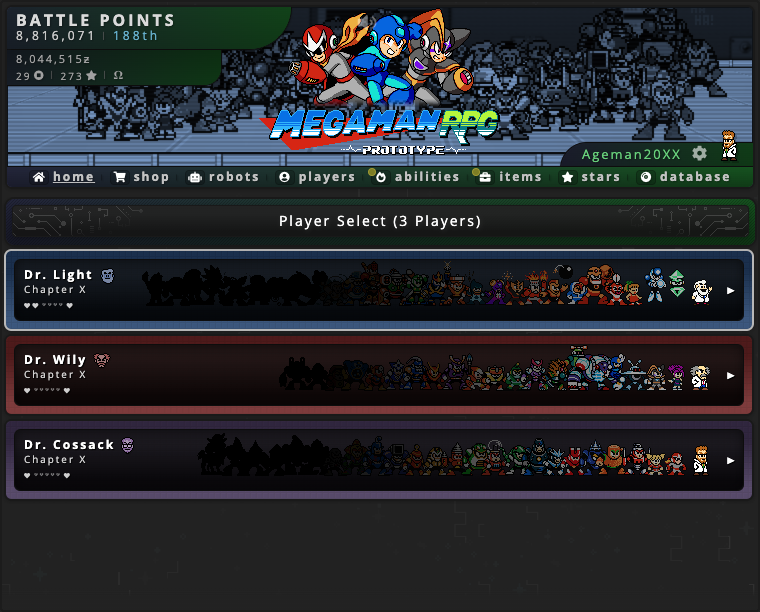 BATTLE POINTS
8,816,071 | 188th
8,044,515ƶ
29 | 273 | Ω
MEGAMAN RPG
PROTOTYPE
Ageman20XX
home shop robots players abilities items stars database
Player Select (3 Players)
Dr. Light
Chapter X
Dr. Wily
Chapter X
Dr. Cossack
Chapter X